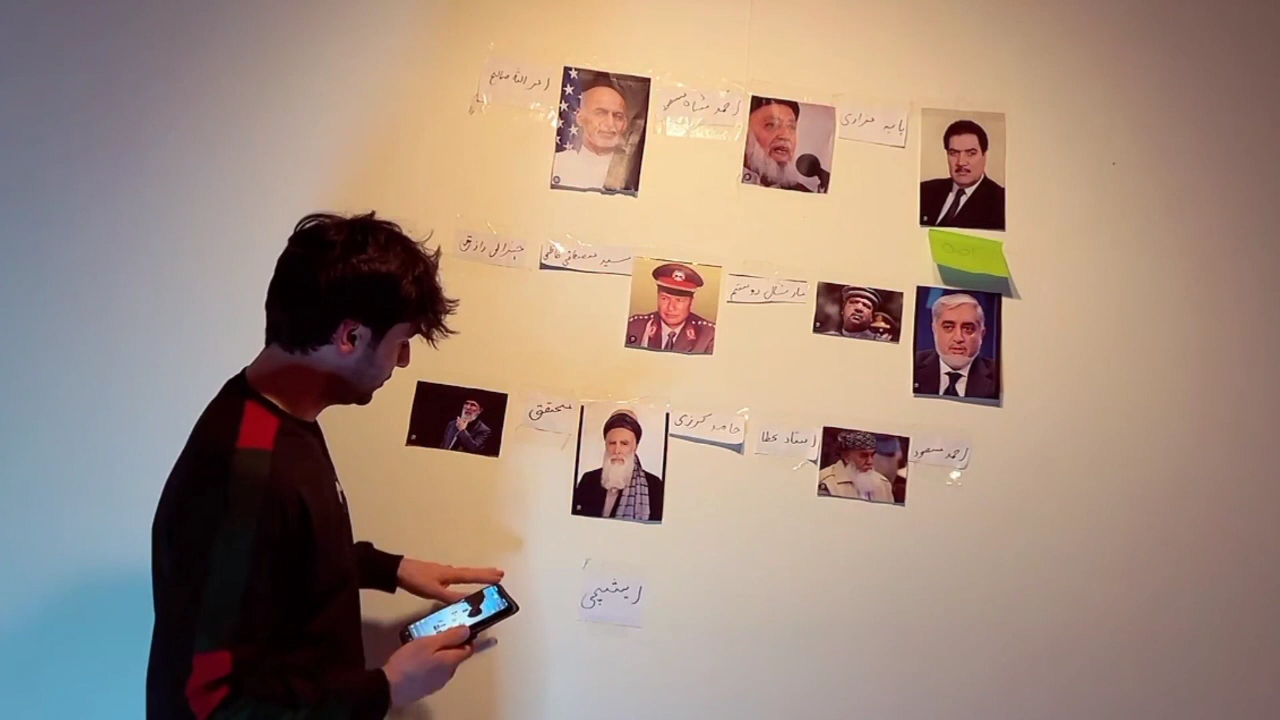 بابه مزاری
احمد شاه مسعود
امرالله صالح
مارشال دوستم
سید مصطفی کاظمی
جنرال رازق
احمد مسعود
استاد عطا
حامد کرزی
محقق